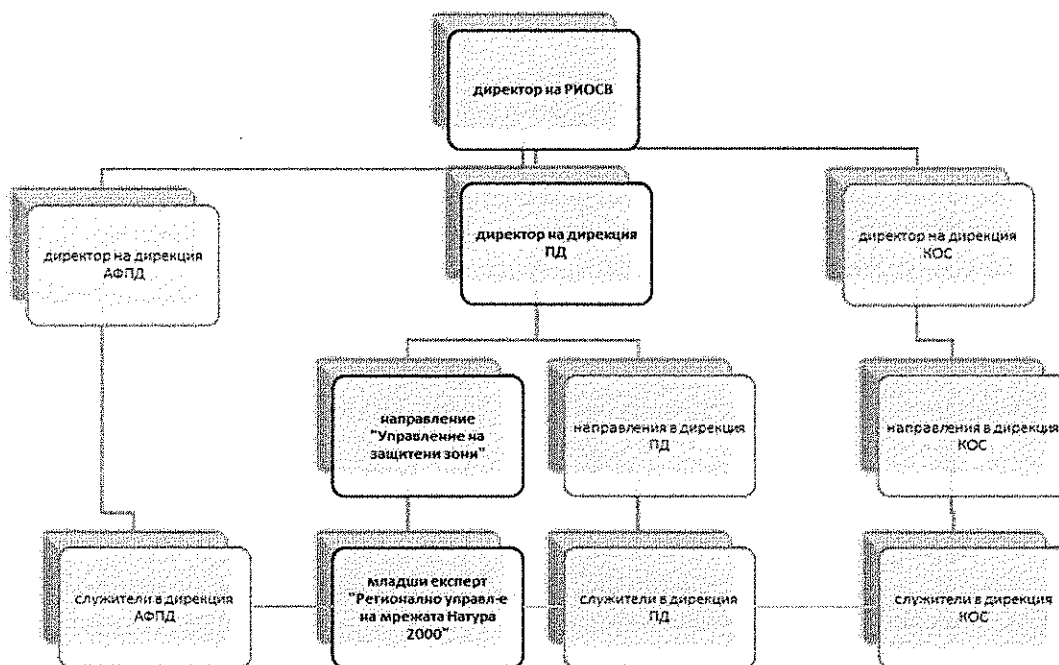 директор на РИОСВ
директор на дирекция
АФПД
директор на дирекция
ПД
директор на дирекция
КОС
направление
"Управление на
защитени зони"
направления в дирекция
ПД
направления в дирекция
КОС
служители в дирекция
АФПД
младши експерт
"Регионално управл-е
на мрежата Натура
2000"
служители в дирекция
ПД
служители в дирекция
КОС